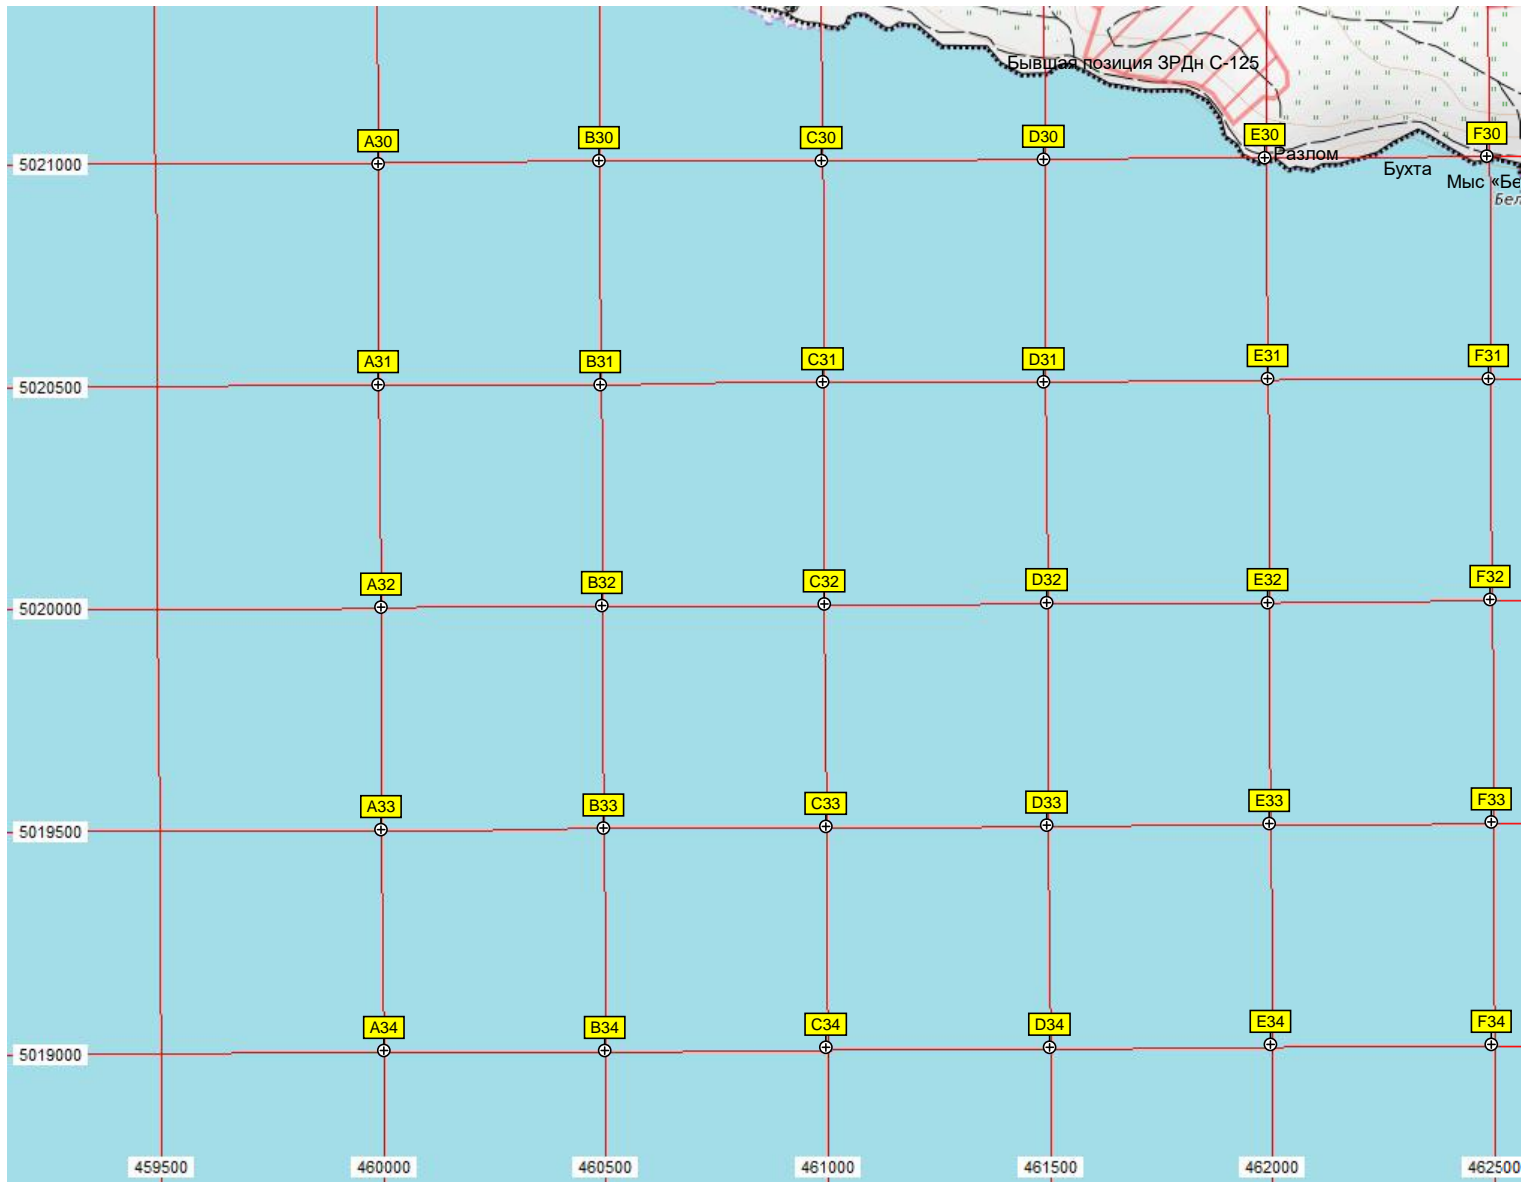 Бывшая позиция ЗРДн С-125
A30 B30 C30 D30 E30 F30
5021000
Разлом
Бухта
Мыс «Бе
Бел
A31 B31 C31 D31 E31 F31
5020500
A32 B32 C32 D32 E32 F32
5020000
A33 B33 C33 D33 E33 F33
5019500
A34 B34 C34 D34 E34 F34
5019000
459500 460000 460500 461000 461500 462000 462500